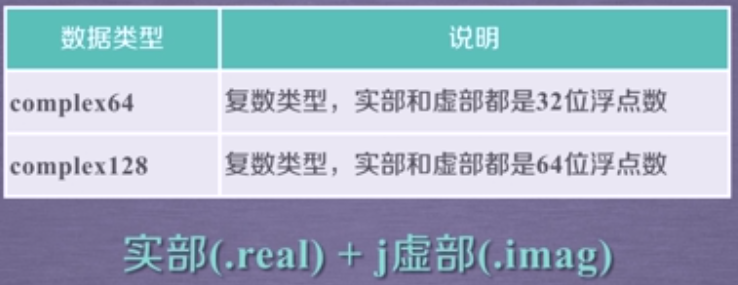 数据类型 说明
complex64 复数类型，实部和虚部都是32位浮点数
complex128 复数类型，实部和虚部都是64位浮点数
实部(.real) + j虚部(.imag)